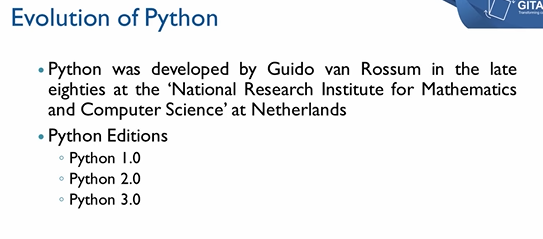 Evolution of Python
GITA
• Python was developed by Guido van Rossum in the late
eighties at the ‘National Research Institute for Mathematics
and Computer Science’ at Netherlands
• Python Editions
◦ Python 1.0
◦ Python 2.0
◦ Python 3.0